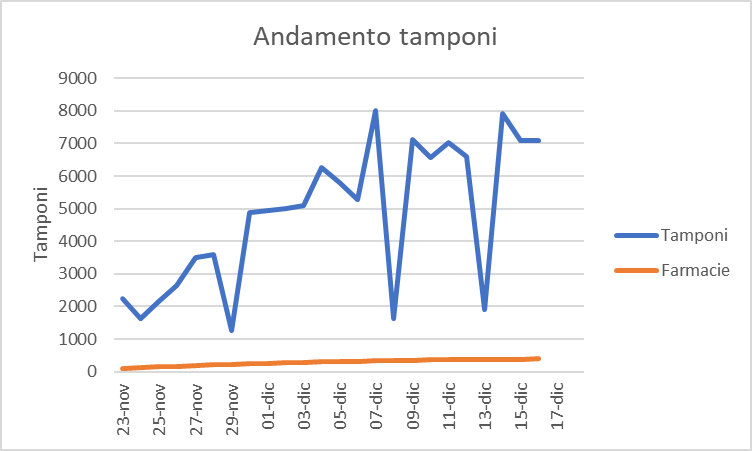 Andamento tamponi
9000
8000
7000
6000
5000
4000
3000
2000
1000
0
Tamponi
23-nov
25-nov
27-nov
29-nov
01-dic
03-dic
05-dic
07-dic
09-dic
11-dic
13-dic
15-dic
17-dic
Tamponi
Farmacie